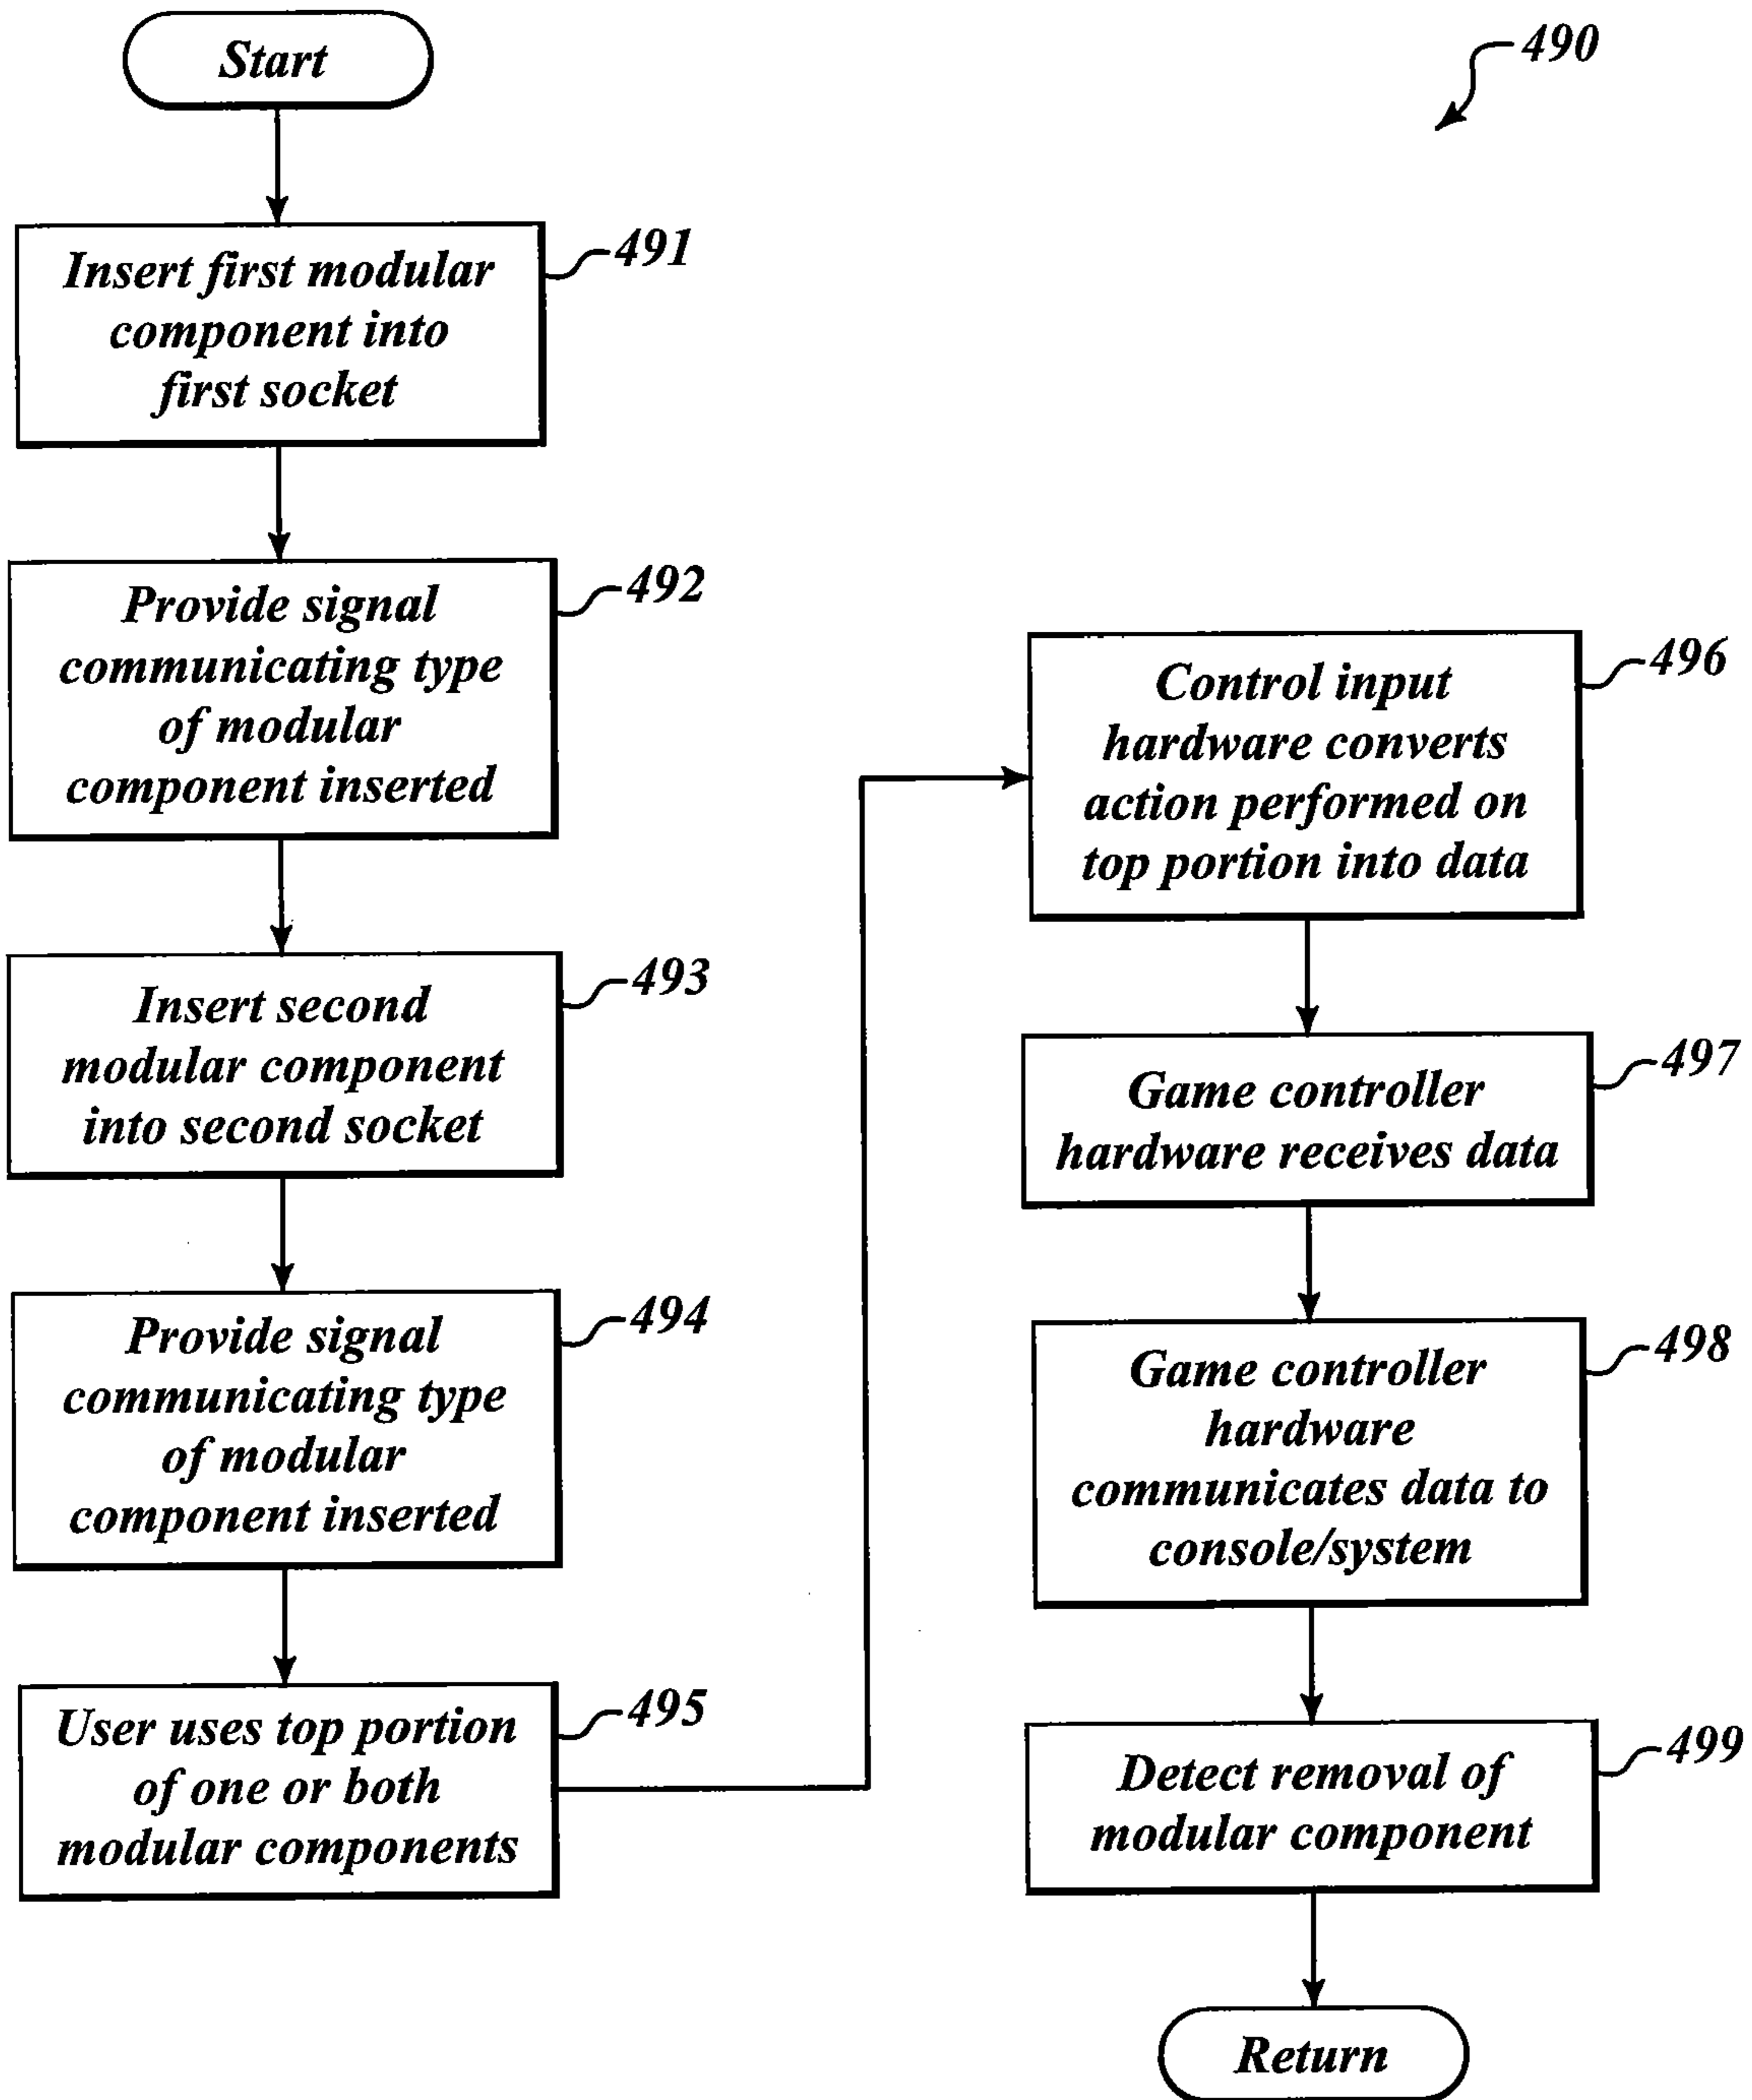 Start
490
Insert first modular
component into
first socket
491
Provide signal
communicating type
of modular
component inserted
492
Insert second
modular component
into second socket
493
Provide signal
communicating type
of modular
component inserted
494
User uses top portion
of one or both
modular components
495
Control input
hardware converts
action performed on
top portion into data
496
Game controller
hardware receives data
497
Game controller
hardware
communicates data to
console/system
498
Detect removal of
modular component
499
Return